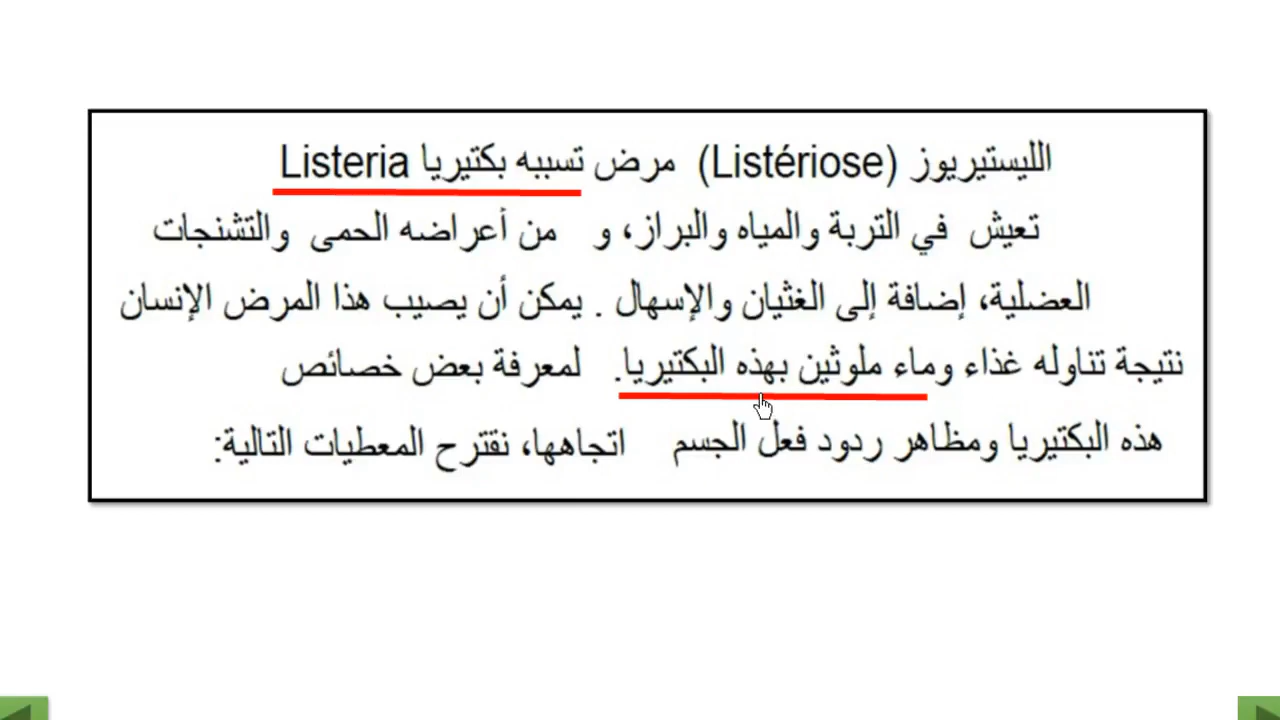 الليستيريوز (Listériose) مرض تسببه بكتيريا Listeria
تعيش في التربة والمياه والبراز، و من أعراضه الحمى والتشنجات
العضلية، إضافة إلى الغثيان والإسهال . يمكن أن يصيب هذا المرض الإنسان
نتيجة تناوله غذاء وماء ملوثين بهذه البكتيريا. لمعرفة بعض خصائص
هذه البكتيريا ومظاهر ردود فعل الجسم اتجاهها، نقترح المعطيات التالية: